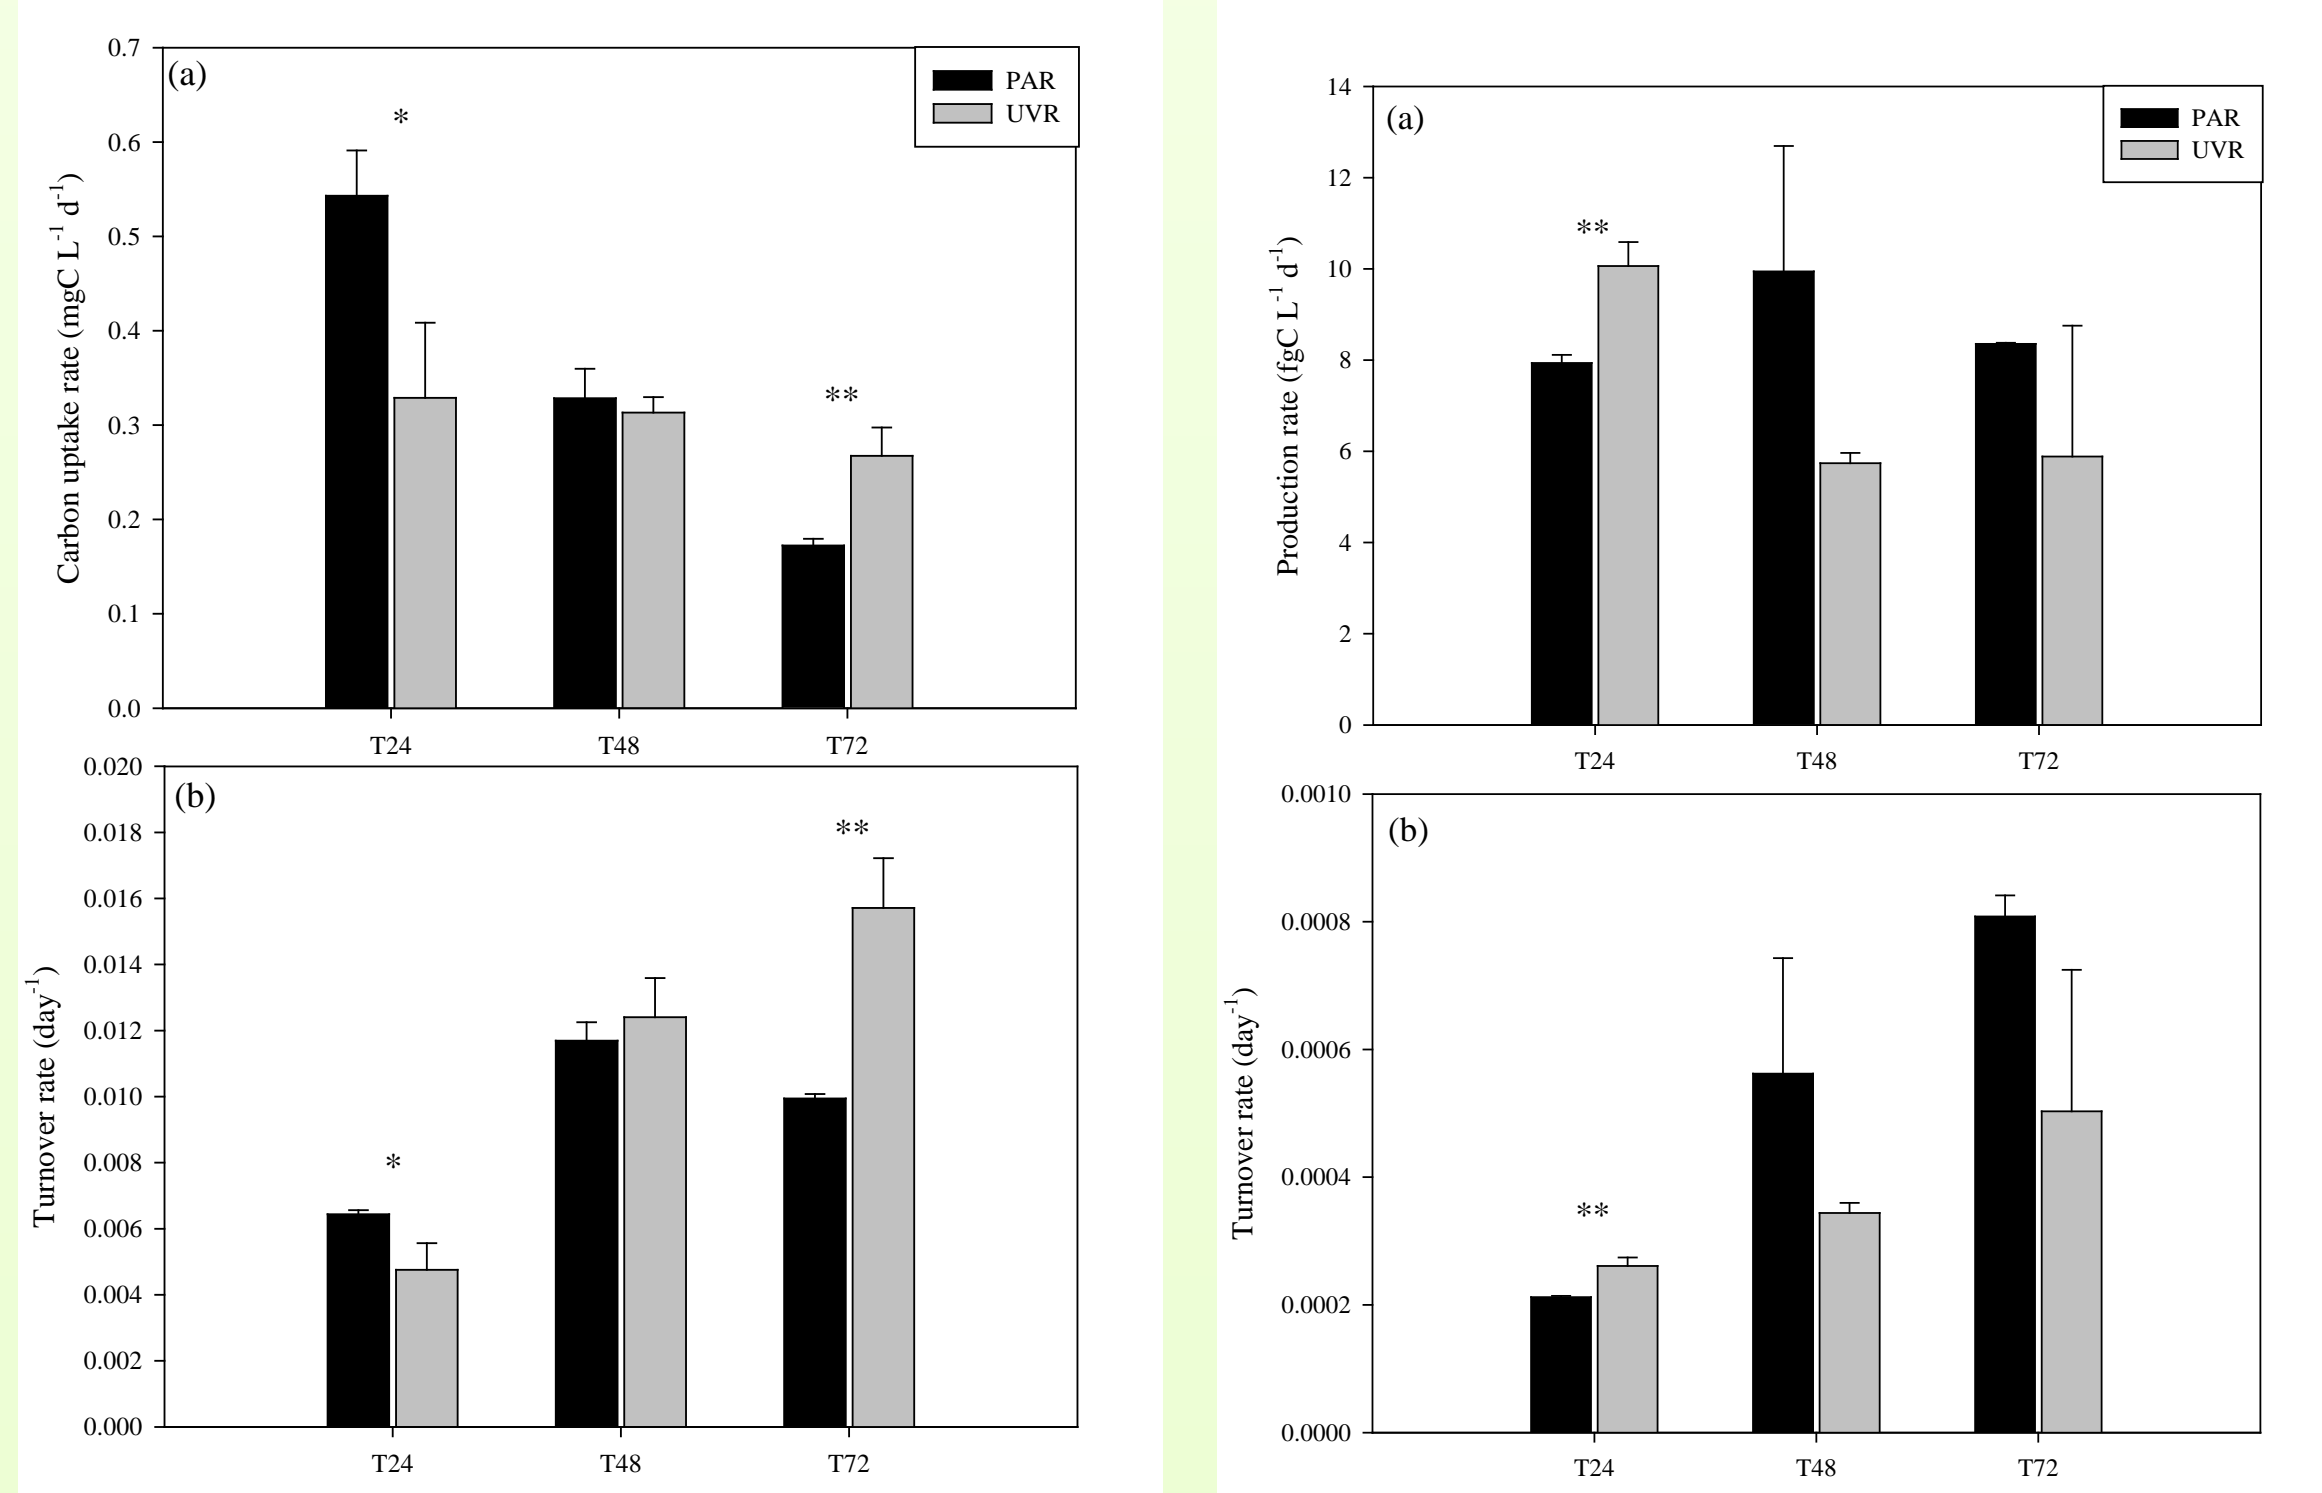 (a)
PAR
UVR
*
**
0.7
0.6
0.5
0.4
0.3
0.2
0.1
0.0
Carbon uptake rate (mgC L-1 d-1)
T24 T48 T72
(b)
*
**
0.020
0.018
0.016
0.014
0.012
0.010
0.008
0.006
0.004
0.002
0.000
Turnover rate (day-1)
T24 T48 T72
(a)
PAR
UVR
**
14
12
10
8
6
4
2
0
Production rate (fgC L-1 d-1)
T24 T48 T72
(b)
**
0.0010
0.0008
0.0006
0.0004
0.0002
0.0000
Turnover rate (day-1)
T24 T48 T72